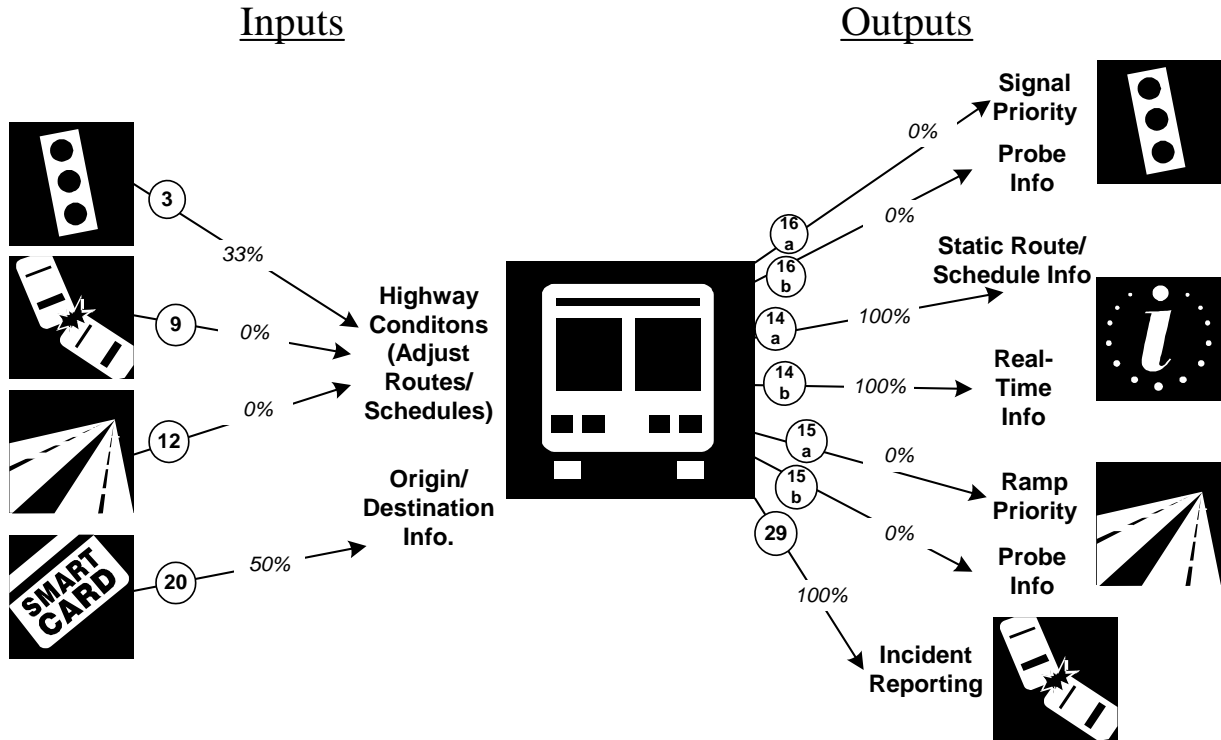 Inputs
Outputs
3
33%
9
0%
12
0%
Highway
Conditons
(Adjust
Routes/
Schedules)
SMART
CARD
20
50%
Origin/
Destination
Info.
16
a
0%
Signal
Priority
16
b
0%
Probe
Info
14
a
100%
Static Route/
Schedule Info
i
14
b
100%
Real-
Time
Info
15
a
0%
Ramp
Priority
15
b
0%
Probe
Info
29
100%
Incident
Reporting